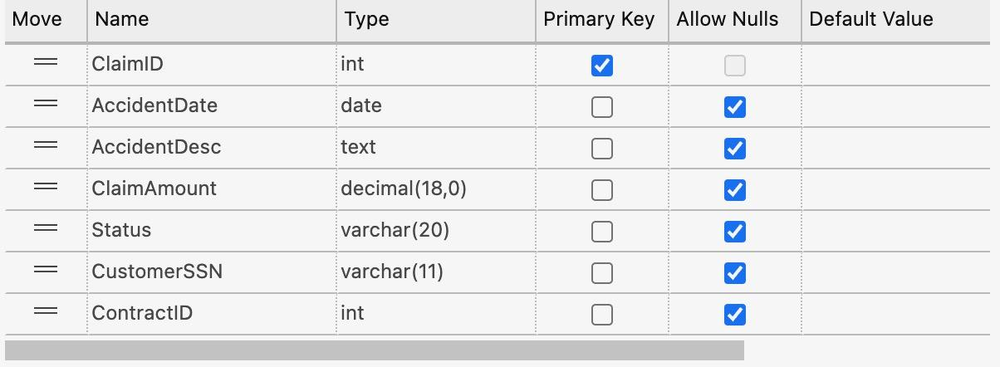 Move Name Type Primary Key Allow Nulls Default Value
ClaimID int
AccidentDate date
AccidentDesc text
ClaimAmount decimal(18,0)
Status varchar(20)
CustomerSSN varchar(11)
ContractID int